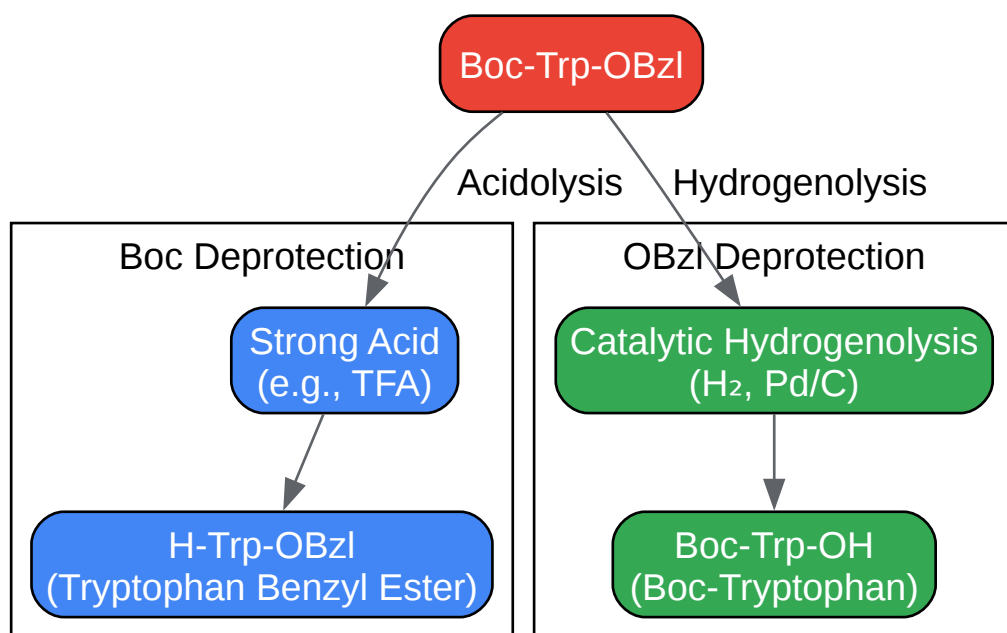 Boc-Trp-OBzl
Acidolysis
Hydrogenolysis
Boc Deprotection
OBzl Deprotection
Strong Acid
(e.g., TFA)
Catalytic Hydrogenolysis
(H₂, Pd/C)
H-Trp-OBzl
(Tryptophan Benzyl Ester)
Boc-Trp-OH
(Boc-Tryptophan)